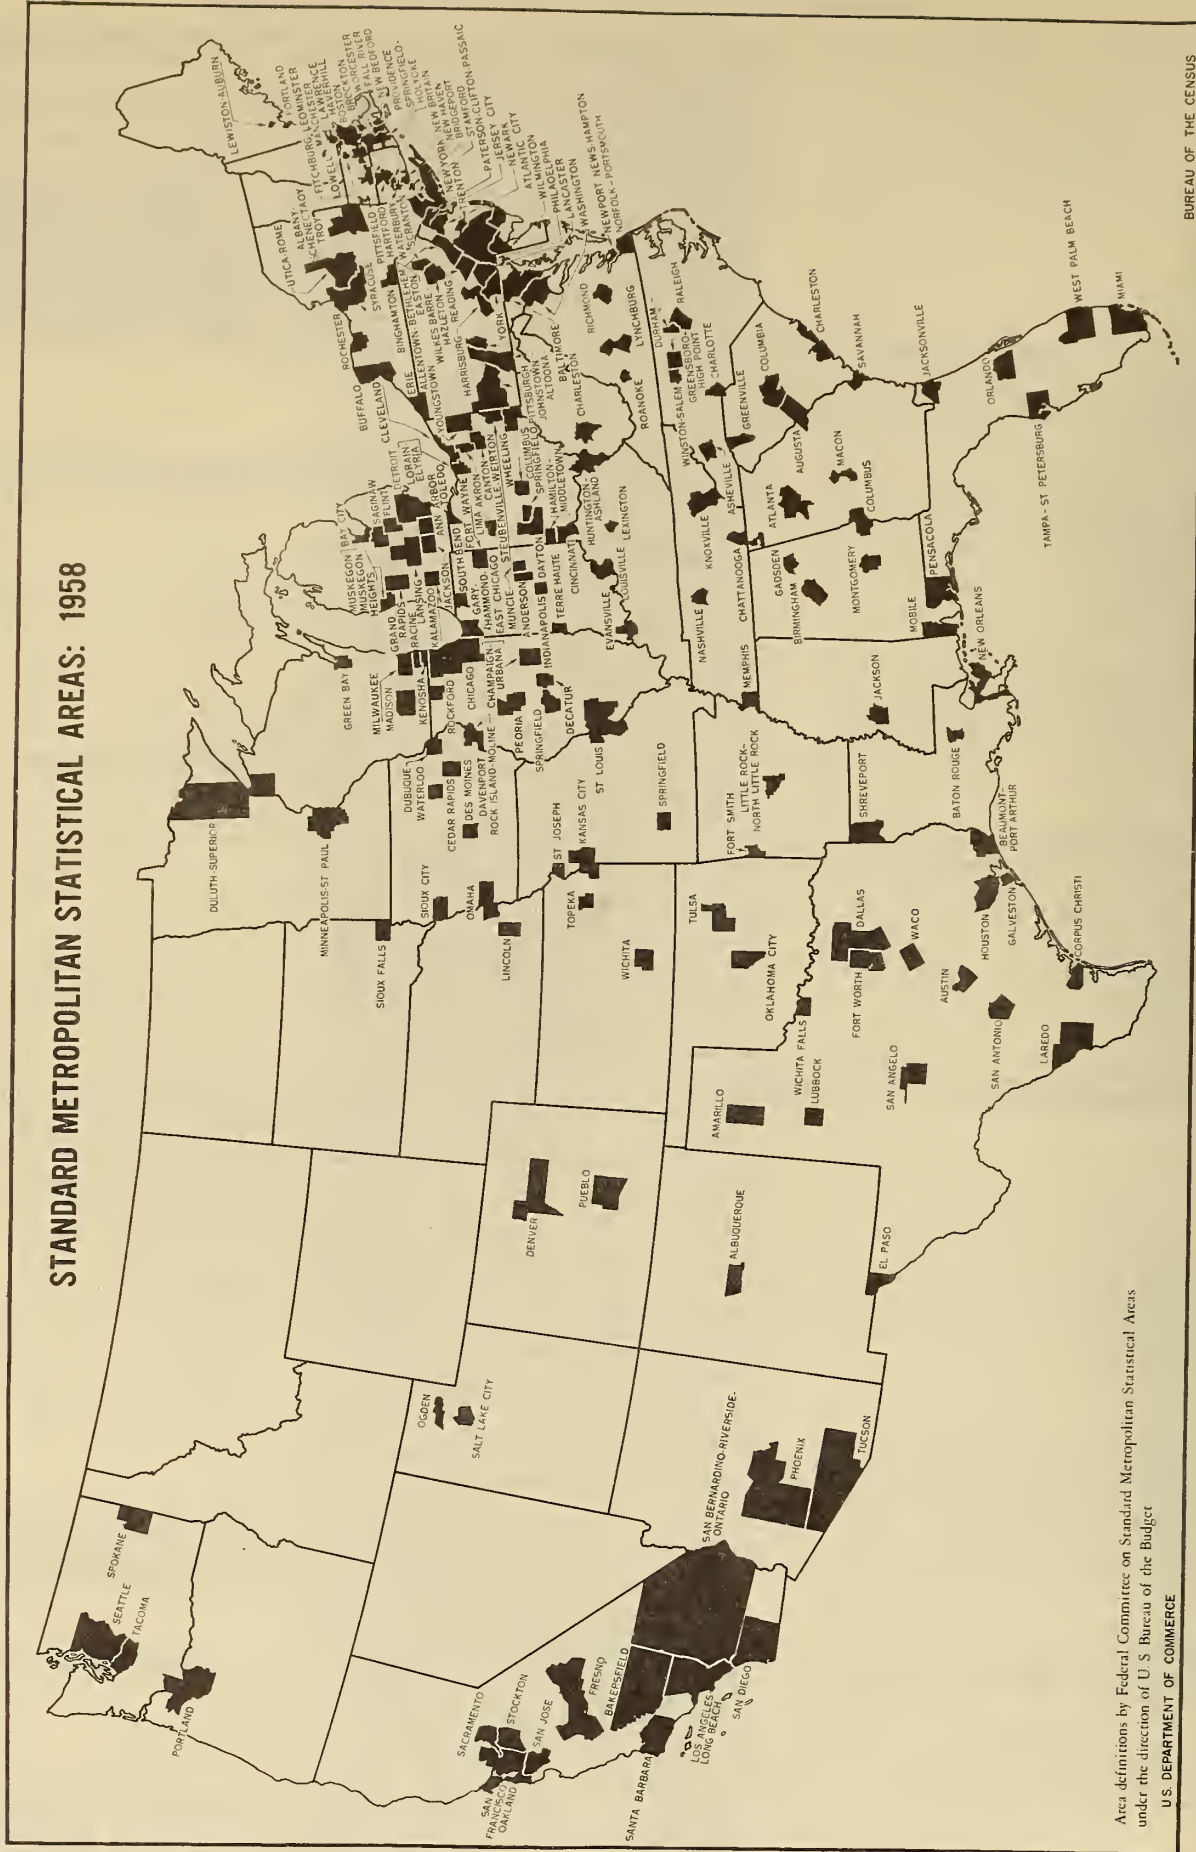 STANDARD METROPOLITAN STATISTICAL AREAS: 1958
SEATTLE
TACOMA
SPOKANE
PORTLAND
SACRAMENTO
STOCKTON
SAN
FRANCISCO
OAKLAND
SAN JOSE
FRESNO
BAKERSFIELD
SANTA BARBARA
LOS ANGELES-
LONG BEACH
SAN DIEGO
SAN BERNARDINO-RIVERSIDE-
ONTARIO
PHOENIX
TUCSON
OGDEN
SALT LAKE CITY
DENVER
PUEBLO
ALBUQUERQUE
EL PASO
AMARILLO
LUBBOCK
WICHITA FALLS
SAN ANGELO
FORT WORTH
DALLAS
WACO
AUSTIN
SAN ANTONIO
LAREDO
HOUSTON
GALVESTON
CORPUS CHRISTI
BEAUMONT-
PORT ARTHUR
OKLAHOMA CITY
TULSA
WICHITA
TOPEKA
LINCOLN
OMAHA
SIOUX CITY
SIOUX FALLS
MINNEAPOLIS-ST PAUL
DULUTH-SUPERIOR
DUBUQUE
WATERLOO
CEDAR RAPIDS
DES MOINES
DAVENPORT
ROCK ISLAND-MOLINE
ST JOSEPH
KANSAS CITY
ST LOUIS
SPRINGFIELD
FORT SMITH
LITTLE ROCK-
NORTH LITTLE ROCK
SHREVEPORT
BATON ROUGE
NEW ORLEANS
JACKSON
MEMPHIS
NASHVILLE
KNOXVILLE
CHATTANOOGA
GADSDEN
BIRMINGHAM
MONTGOMERY
MOBILE
PENSACOLA
GREEN BAY
MILWAUKEE
MADISON
KENOSHA
RACINE
ROCKFORD
CHICAGO
CHAMPAIGN-
URBANA
PEORIA
SPRINGFIELD
DECATUR
MUSKEGON
MUSKEGON
HEIGHTS
BAY CITY
SAGINAW
FLINT
GRAND
RAPIDS
LANSING
KALAMAZOO
JACKSON
ANN ARBOR
DETROIT
TOLEDO
LORAIN
ELYRIA
SOUTH BEND
GARY
HAMMOND-
EAST CHICAGO
FORT WAYNE
LIMA
AKRON
CANTON
STEUBENVILLE-WEIRTON
WHEELING
MUNCIE
ANDERSON
INDIANAPOLIS
TERRE HAUTE
DAYTON
SPRINGFIELD
COLUMBUS
HAMILTON-
MIDDLETOWN
CINCINNATI
EVANSVILLE
LOUISVILLE
LEXINGTON
HUNTINGTON-
ASHLAND
CHARLESTON
CLEVELAND
YOUNGSTOWN
ERIE
BUFFALO
ROCHESTER
SYRACUSE
BINGHAMTON
UTICA-ROME
ALBANY-
SCHENECTADY
TROY
PITTSFIELD
HARTFORD
WATERBURY
SCRANTON
ALLENTOWN-BETHLEHEM
EASTON
WILKES BARRE
HAZLETON
READING
HARRISBURG
YORK
PITTSBURGH
JOHNSTOWN
ALTOONA
BALTIMORE
LEWISTON-AUBURN
PORTLAND
FITCHBURG, LEOMINSTER
MANCHESTER
LAWRENCE
HAVERHILL
LOWELL
BOSTON
BROCKTON
WORCESTER
FALL RIVER
NEW BEDFORD
PROVIDENCE
SPRINGFIELD-
HOLYOKE
NEW BRITAIN
NEW HAVEN
BRIDGEPORT
STAMFORD
NEW YORK
PATERSON-CLIFTON-PASSAIC
JERSEY CITY
NEWARK
TRENTON
ATLANTIC CITY
WILMINGTON
PHILADELPHIA
LANCASTER
WASHINGTON
NEWPORT NEWS, HAMPTON
NORFOLK-PORTSMOUTH
RICHMOND
LYNCHBURG
ROANOKE
DURHAM
RALEIGH
WINSTON-SALEM
GREENSBORO-
HIGH POINT
CHARLOTTE
ASHEVILLE
GREENVILLE
COLUMBIA
CHARLESTON
SAVANNAH
AUGUSTA
ATLANTA
MACON
COLUMBUS
JACKSONVILLE
ORLANDO
TAMPA-ST PETERSBURG
WEST PALM BEACH
MIAMI
Area definitions by Federal Committee on Standard Metropolitan Statistical Areas
under the direction of U S Bureau of the Budget
U.S. DEPARTMENT OF COMMERCE
BUREAU OF THE CENSUS